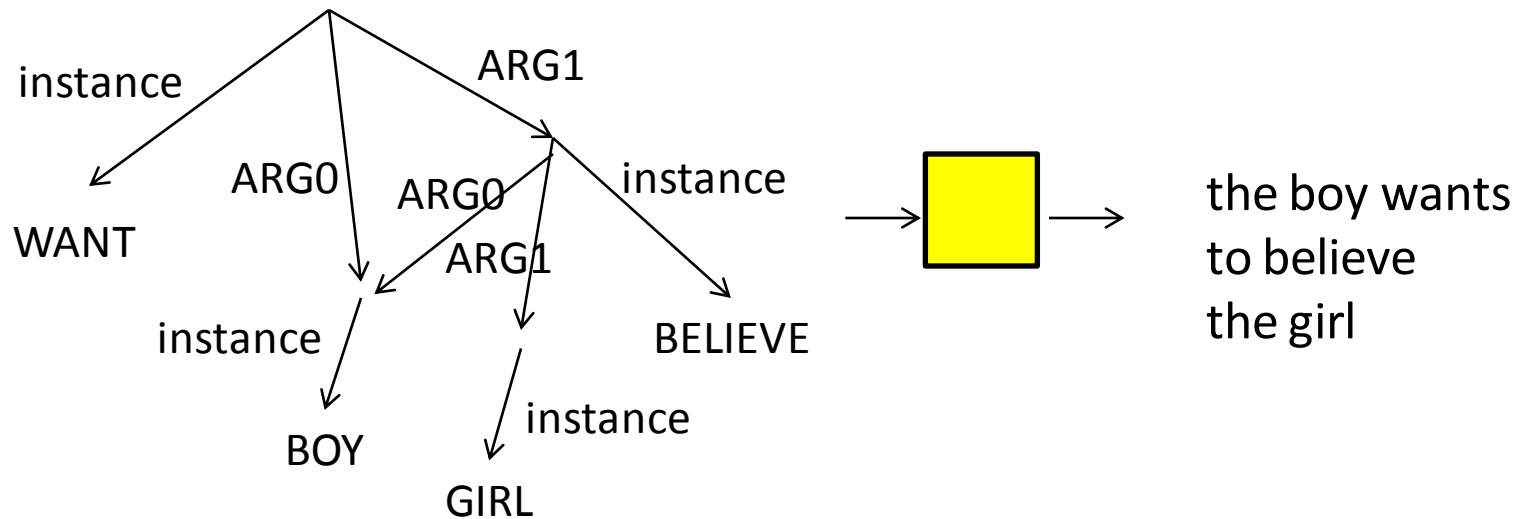 ARG1
instance
ARG0
ARG0
instance
the boy wants
WANT
ARG1
to believe
the girl
instance
BELIEVE
instance
BOY
GIRL